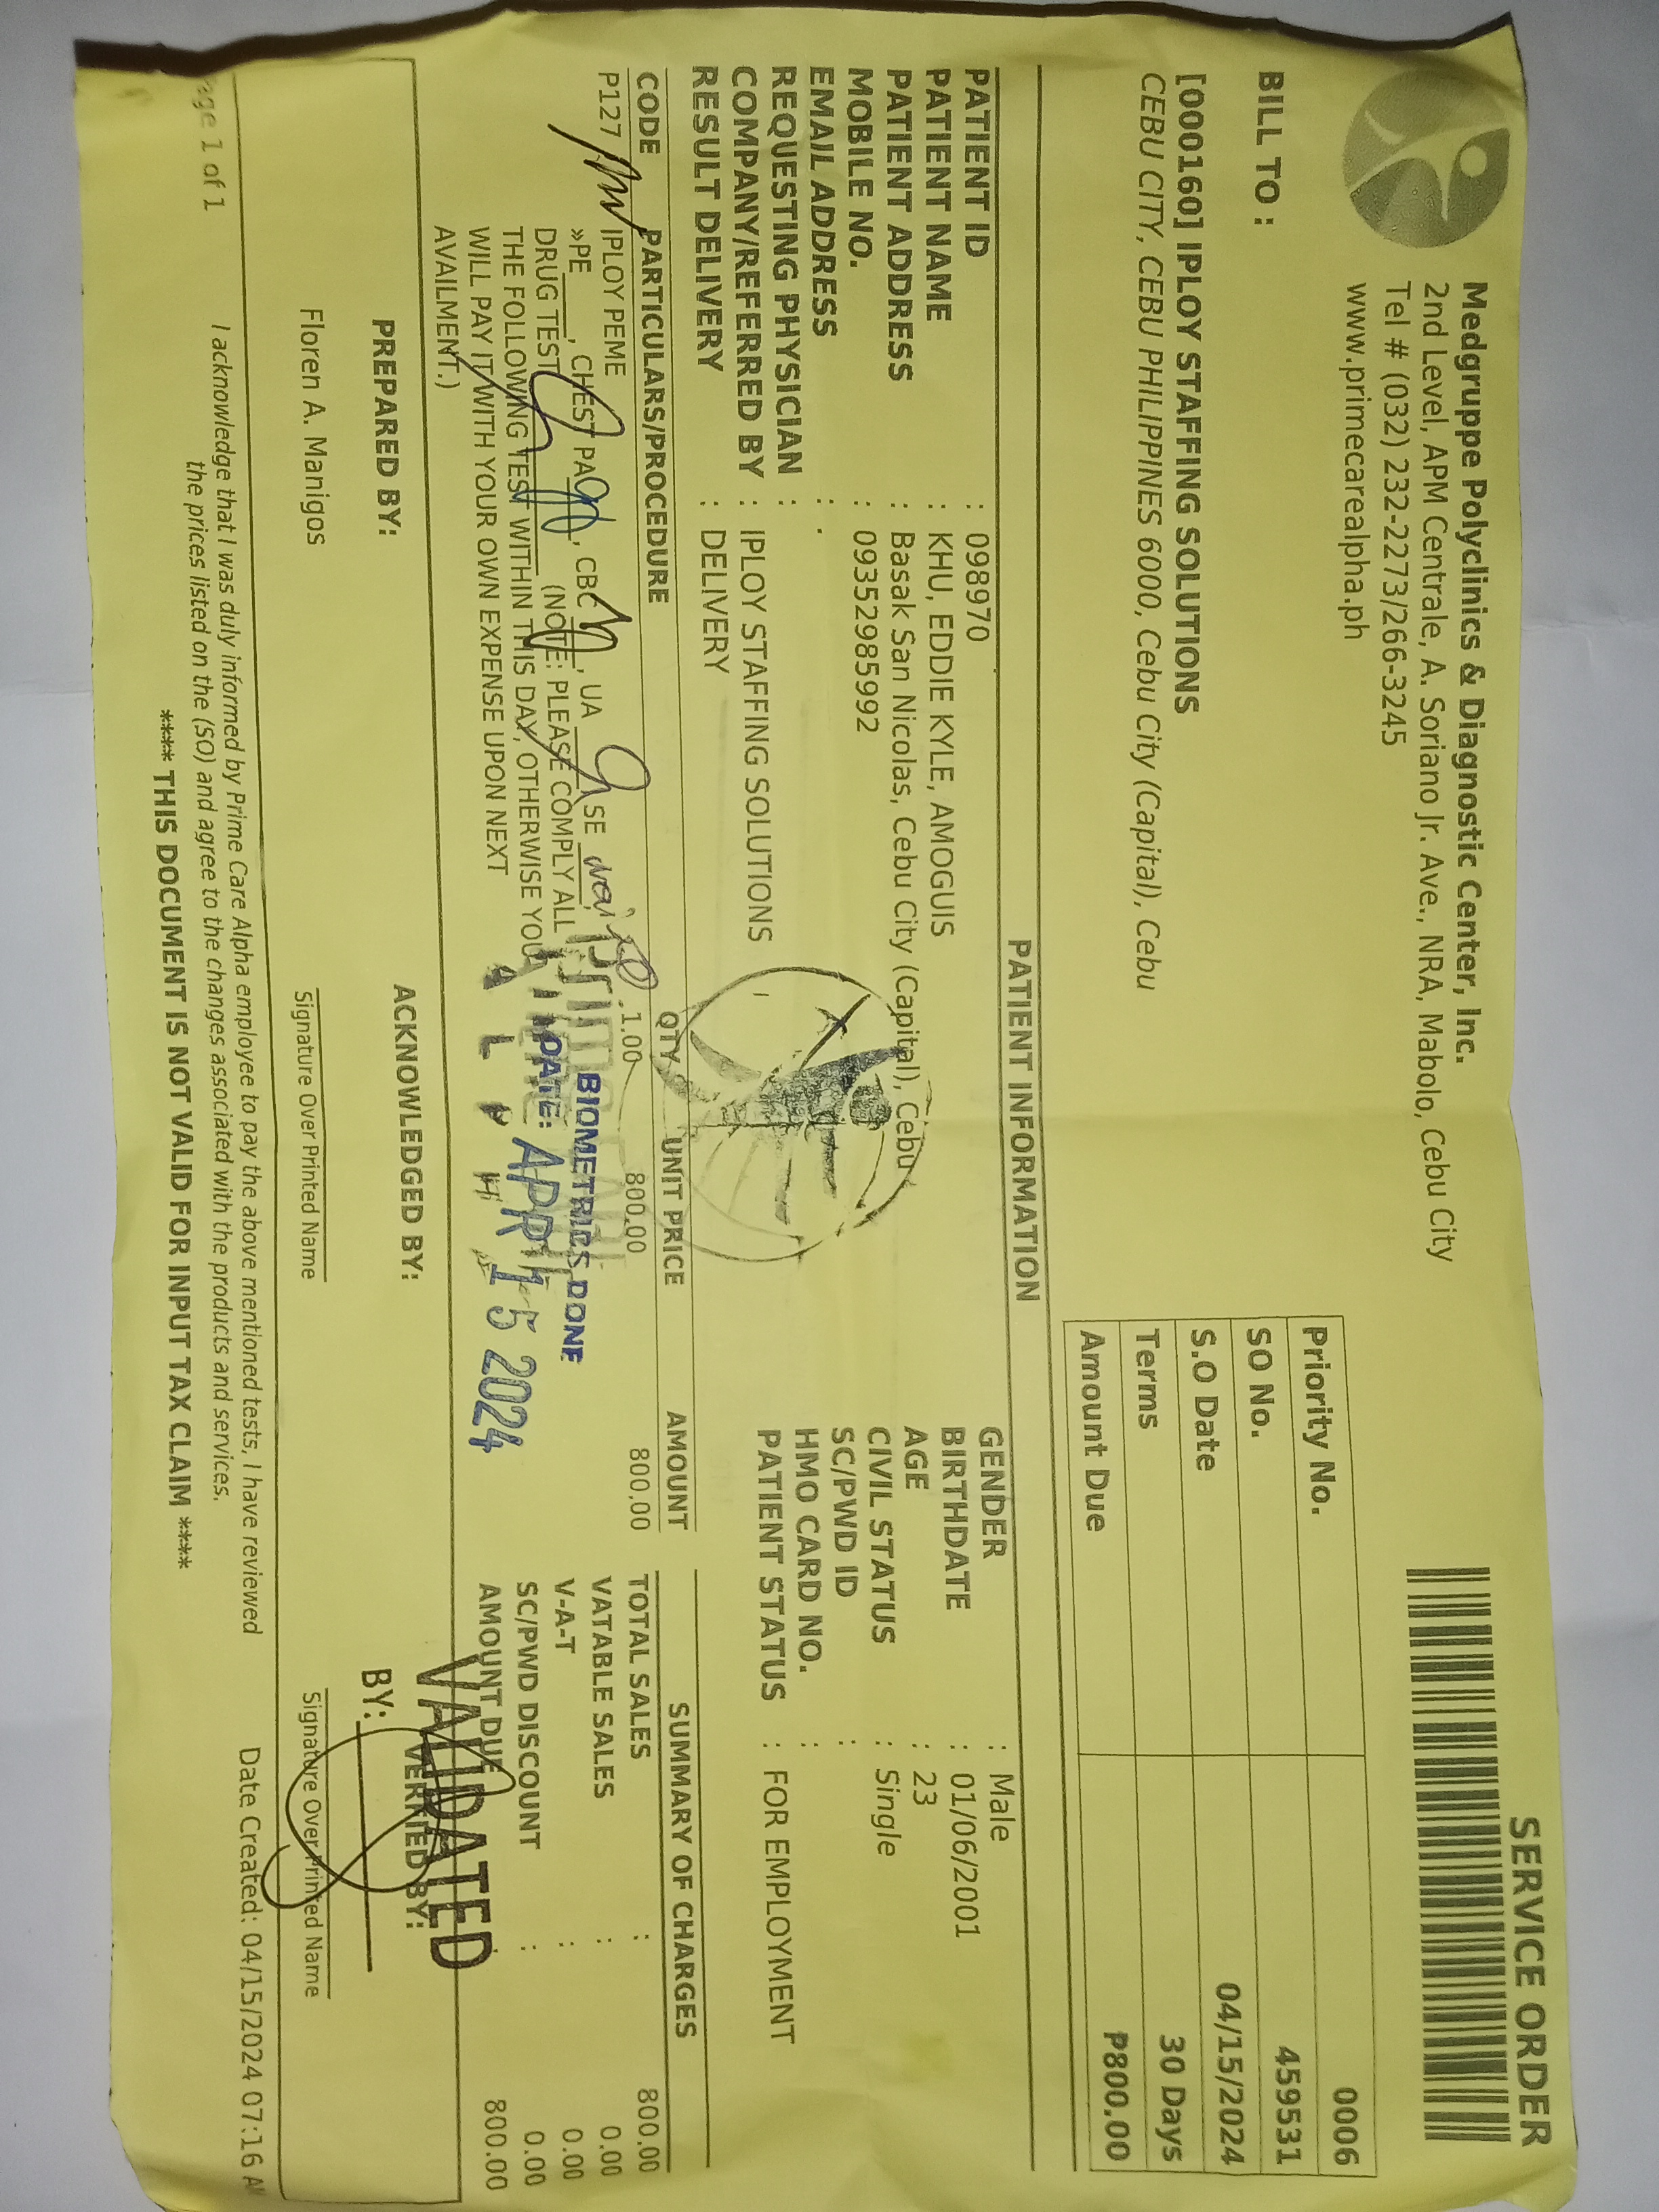 SERVICE ORDER
Medgruppe Polyclinics & Diagnostic Center, Inc.
2nd Level, APM Centrale, A. Soriano Jr. Ave., NRA, Mabolo, Cebu City
Tel # (032) 232-2273/266-3245
www.primecarealpha.ph
BILL TO :
[000160] IPLOY STAFFING SOLUTIONS
CEBU CITY, CEBU PHILIPPINES 6000, Cebu City (Capital), Cebu
Priority No. 0006
SO No. 459531
S.O Date 04/15/2024
Terms 30 Days
Amount Due ₱800.00
PATIENT INFORMATION
PATIENT ID : 098970
PATIENT NAME : KHU, EDDIE KYLE, AMOGUIS
PATIENT ADDRESS : Basak San Nicolas, Cebu City (Capital), Cebu
MOBILE NO. : 09352985992
EMAIL ADDRESS : .
REQUESTING PHYSICIAN :
COMPANY/REFERRED BY : IPLOY STAFFING SOLUTIONS
RESULT DELIVERY : DELIVERY
GENDER : Male
BIRTHDATE : 01/06/2001
AGE : 23
CIVIL STATUS : Single
SC/PWD ID :
HMO CARD NO. :
PATIENT STATUS : FOR EMPLOYMENT
CODE PARTICULARS/PROCEDURE QTY UNIT PRICE AMOUNT
P127 IPLOY PEME 1.00 800.00 800.00
»PE____, CHEST PA____, CBC____, UA____, SE____,
DRUG TEST____ (NOTE: PLEASE COMPLY ALL
THE FOLLOWING TEST WITHIN THIS DAY, OTHERWISE YOU
WILL PAY IT WITH YOUR OWN EXPENSE UPON NEXT
AVAILMENT.)
BIOMETRICS DONE
DATE: APR 15 2024
SUMMARY OF CHARGES
TOTAL SALES : 800.00
VATABLE SALES : 0.00
V-A-T : 0.00
SC/PWD DISCOUNT : 0.00
AMOUNT DUE : 800.00
VALIDATED
BY:
PREPARED BY:
Floren A. Manigos
ACKNOWLEDGED BY:
Signature Over Printed Name
VERIFIED BY:
Signature Over Printed Name
I acknowledge that I was duly informed by Prime Care Alpha employee to pay the above mentioned tests, I have reviewed
the prices listed on the (SO) and agree to the changes associated with the products and services.
**** THIS DOCUMENT IS NOT VALID FOR INPUT TAX CLAIM ****
Page 1 of 1
Date Created: 04/15/2024 07:16 AM